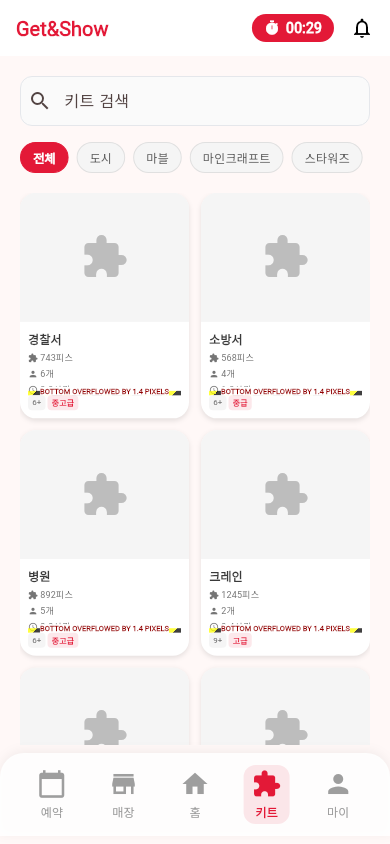 Get&Show
00:29
키트 검색
전체 도시 마블 마인크래프트 스타워즈
경찰서
743피스
6개
BOTTOM OVERFLOWED BY 1.4 PIXELS
6+ 중고급
소방서
568피스
4개
BOTTOM OVERFLOWED BY 1.4 PIXELS
6+ 중급
병원
892피스
5개
BOTTOM OVERFLOWED BY 1.4 PIXELS
6+ 중고급
크레인
1245피스
2개
BOTTOM OVERFLOWED BY 1.4 PIXELS
9+ 고급
예약 매장 홈 키트 마이